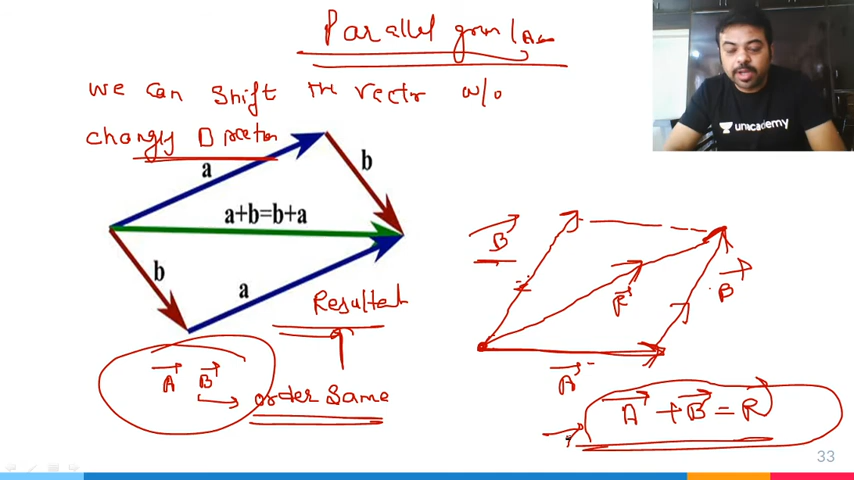 Parallel gram law
we can shift the vector w/o
changing Direction
unacademy
a
b
a+b=b+a
b
a
B
R
B
A
Resultant
A B
order same
A + B = R
33